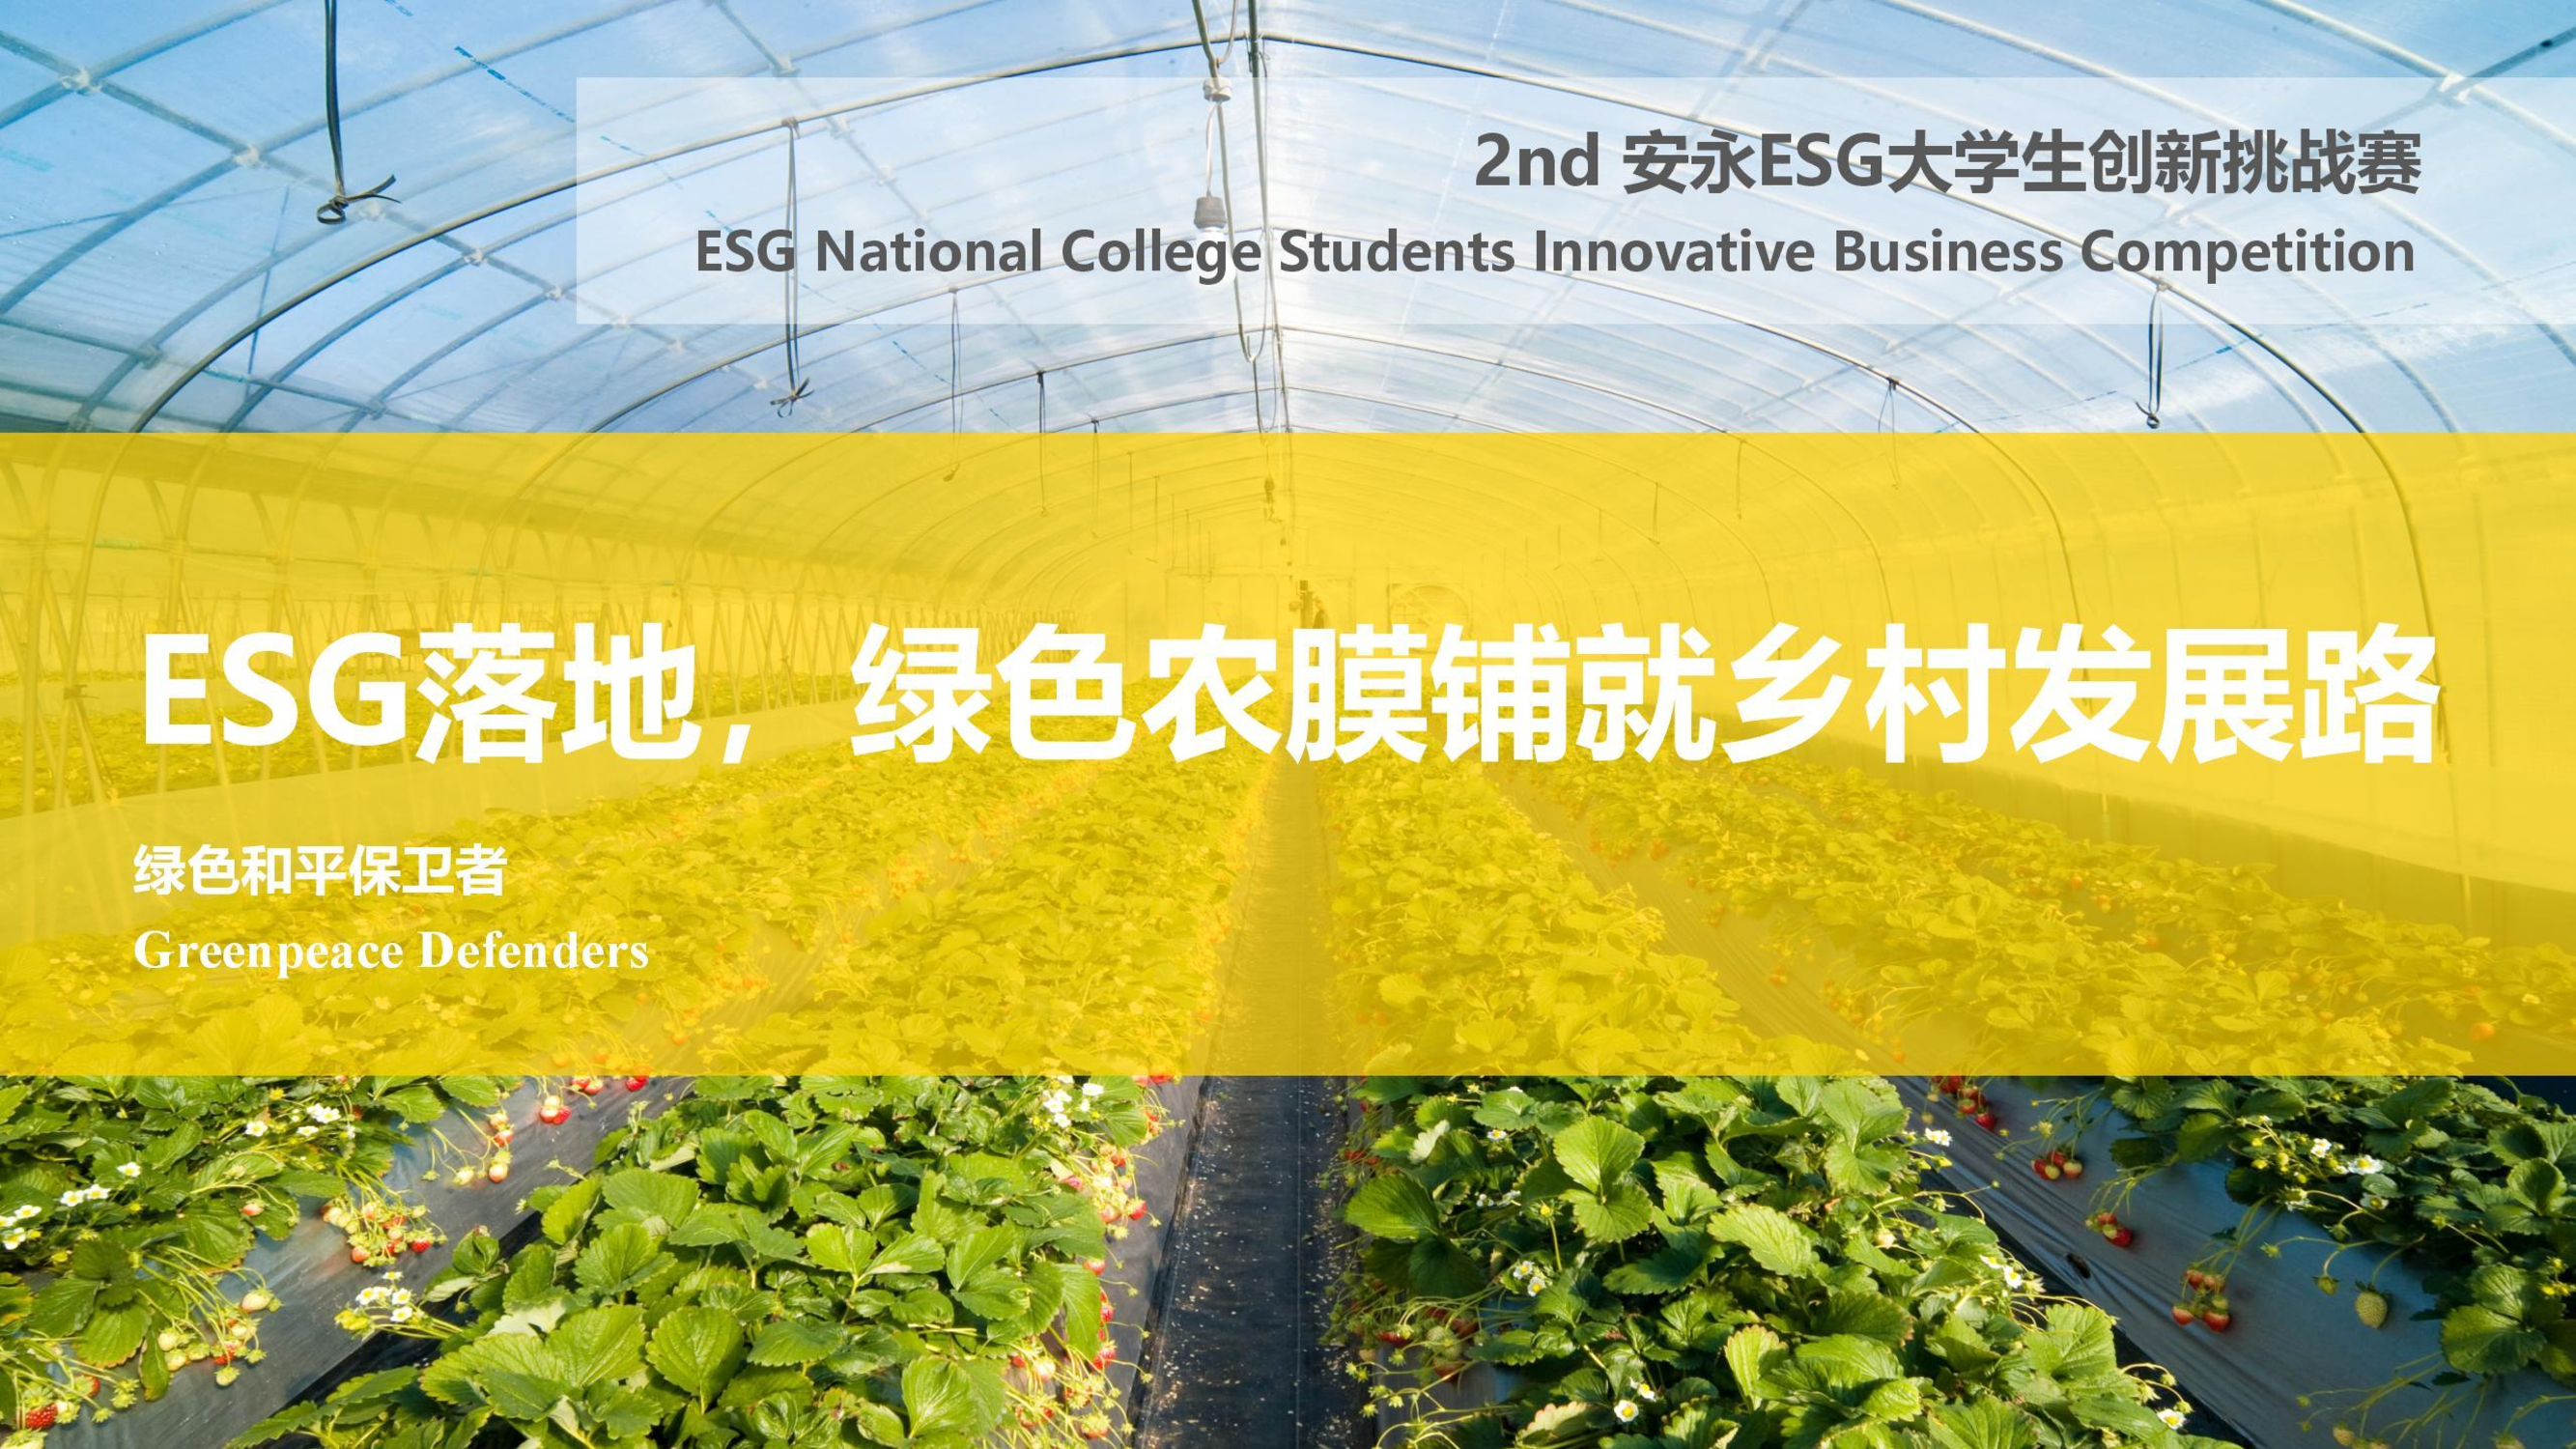 2nd 安永ESG大学生创新挑战赛
ESG National College Students Innovative Business Competition
ESG落地，绿色农膜铺就乡村发展路
绿色和平保卫者
Greenpeace Defenders